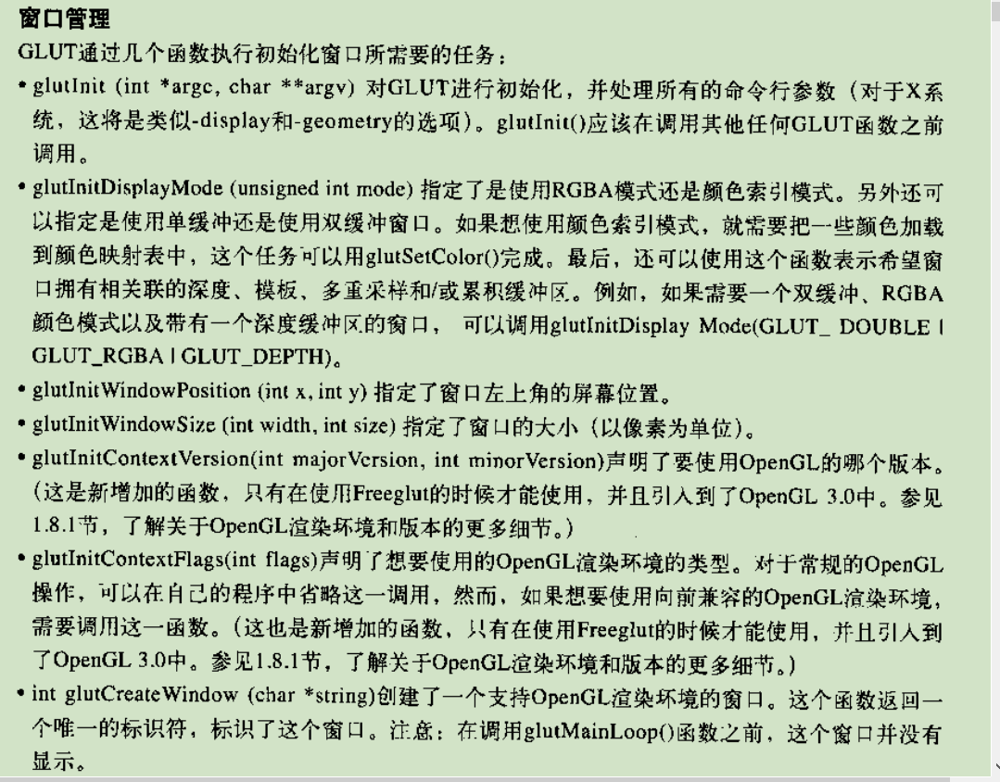 窗口管理
GLUT通过几个函数执行初始化窗口所需要的任务：
• glutInit (int *argc, char **argv) 对GLUT进行初始化，并处理所有的命令行参数（对于X系
统，这将是类似-display和-geometry的选项）。glutInit()应该在调用其他任何GLUT函数之前
调用。
• glutInitDisplayMode (unsigned int mode) 指定了是使用RGBA模式还是颜色索引模式。另外还可
以指定是使用单缓冲还是使用双缓冲窗口。如果想使用颜色索引模式，就需要把一些颜色加载
到颜色映射表中，这个任务可以用glutSetColor()完成。最后，还可以使用这个函数表示希望窗
口拥有相关联的深度、模板、多重采样和/或累积缓冲区。例如，如果需要一个双缓冲、RGBA
颜色模式以及带有一个深度缓冲区的窗口， 可以调用glutInitDisplay Mode(GLUT_ DOUBLE |
GLUT_RGBA | GLUT_DEPTH)。
• glutInitWindowPosition (int x, int y) 指定了窗口左上角的屏幕位置。
• glutInitWindowSize (int width, int size) 指定了窗口的大小（以像素为单位）。
• glutInitContextVersion(int majorVersion, int minorVersion)声明了要使用OpenGL的哪个版本。
（这是新增加的函数，只有在使用Freeglut的时候才能使用，并且引入到了OpenGL 3.0中。参见
1.8.1节，了解关于OpenGL渲染环境和版本的更多细节。）
• glutInitContextFlags(int flags)声明了想要使用的OpenGL渲染环境的类型。对于常规的OpenGL
操作，可以在自己的程序中省略这一调用，然而，如果想要使用向前兼容的OpenGL渲染环境，
需要调用这一函数。（这也是新增加的函数，只有在使用Freeglut的时候才能使用，并且引入到
了OpenGL 3.0中。参见1.8.1节，了解关于OpenGL渲染环境和版本的更多细节。）
• int glutCreateWindow (char *string)创建了一个支持OpenGL渲染环境的窗口。这个函数返回一
个唯一的标识符，标识了这个窗口。注意：在调用glutMainLoop()函数之前，这个窗口并没有
显示。